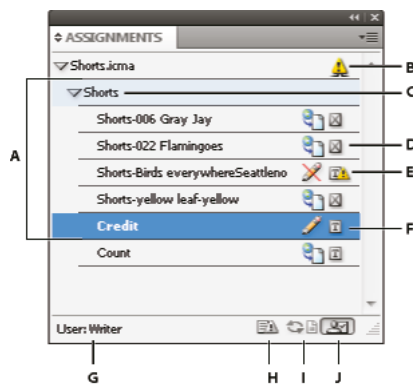 ASSIGNMENTS
Shorts.icma
B
Shorts
C
Shorts-006 Gray Jay
Shorts-022 Flamingoes
D
A
Shorts-Birds everywhereSeattleno
E
Shorts-yellow leaf-yellow
Credit
F
Count
User: Writer
G
H
I
J